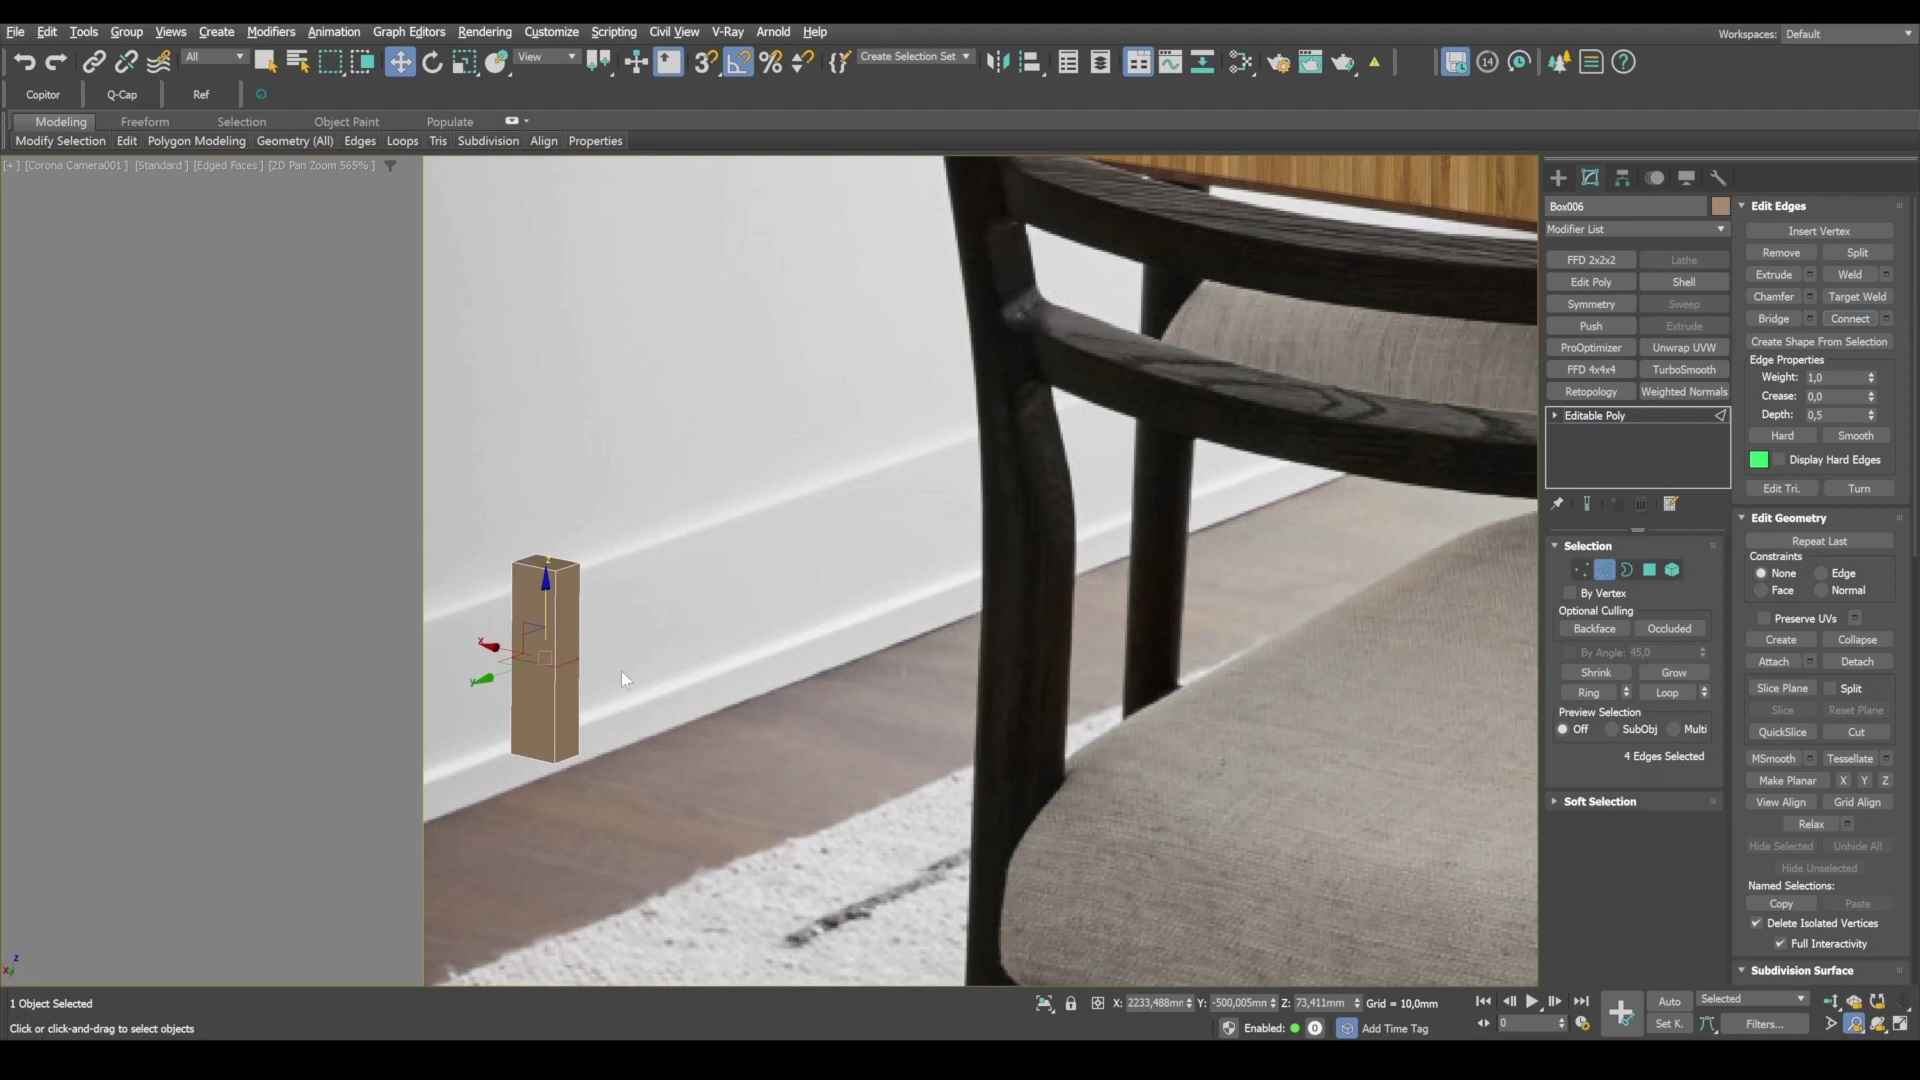 File Edit Tools Group Views Create Modifiers Animation Graph Editors Rendering Customize Scripting Civil View V-Ray Arnold Help
Workspaces: Default
All View 3 Create Selection Set 14
Copitor Q-Cap Ref
Modeling Freeform Selection Object Paint Populate
Modify Selection Edit Polygon Modeling Geometry (All) Edges Loops Tris Subdivision Align Properties
[+] [Corona Camera001] [Standard] [Edged Faces] [2D Pan Zoom 565%]
z
x
y
z
x
Box006
Modifier List
FFD 2x2x2 Lathe
Edit Poly Shell
Symmetry Sweep
Push Extrude
ProOptimizer Unwrap UVW
FFD 4x4x4 TurboSmooth
Retopology Weighted Normals
Editable Poly
Selection
By Vertex
Optional Culling
Backface Occluded
By Angle: 45,0
Shrink Grow
Ring Loop
Preview Selection
Off SubObj Multi
4 Edges Selected
Soft Selection
Edit Edges
Insert Vertex
Remove Split
Extrude Weld
Chamfer Target Weld
Bridge Connect
Create Shape From Selection
Edge Properties
Weight: 1,0
Crease: 0,0
Depth: 0,5
Hard Smooth
Display Hard Edges
Edit Tri. Turn
Edit Geometry
Repeat Last
Constraints
None Edge
Face Normal
Preserve UVs
Create Collapse
Attach Detach
Slice Plane Split
Slice Reset Plane
QuickSlice Cut
MSmooth Tessellate
Make Planar X Y Z
View Align Grid Align
Relax
Hide Selected Unhide All
Hide Unselected
Named Selections:
Copy Paste
Delete Isolated Vertices
Full Interactivity
Subdivision Surface
1 Object Selected
Click or click-and-drag to select objects
X: 2233,488mm Y: -500,005mm Z: 73,411mm Grid = 10,0mm
Enabled: 0 Add Time Tag
0
Auto Selected
Set K. Filters...